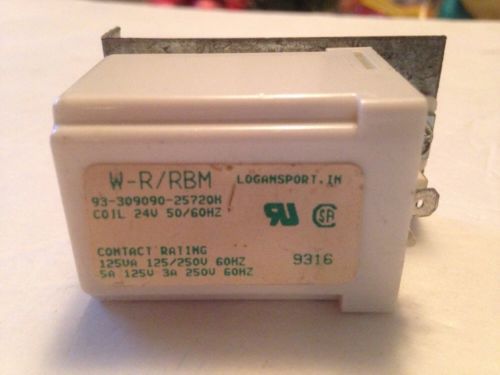 W-R/RBM LOGANSPORT.IN
93-309090-25720H
COIL 24V 50/60HZ
CONTACT RATING
125VA 125/250V 60HZ 9316
5A 125V 3A 250V 60HZ